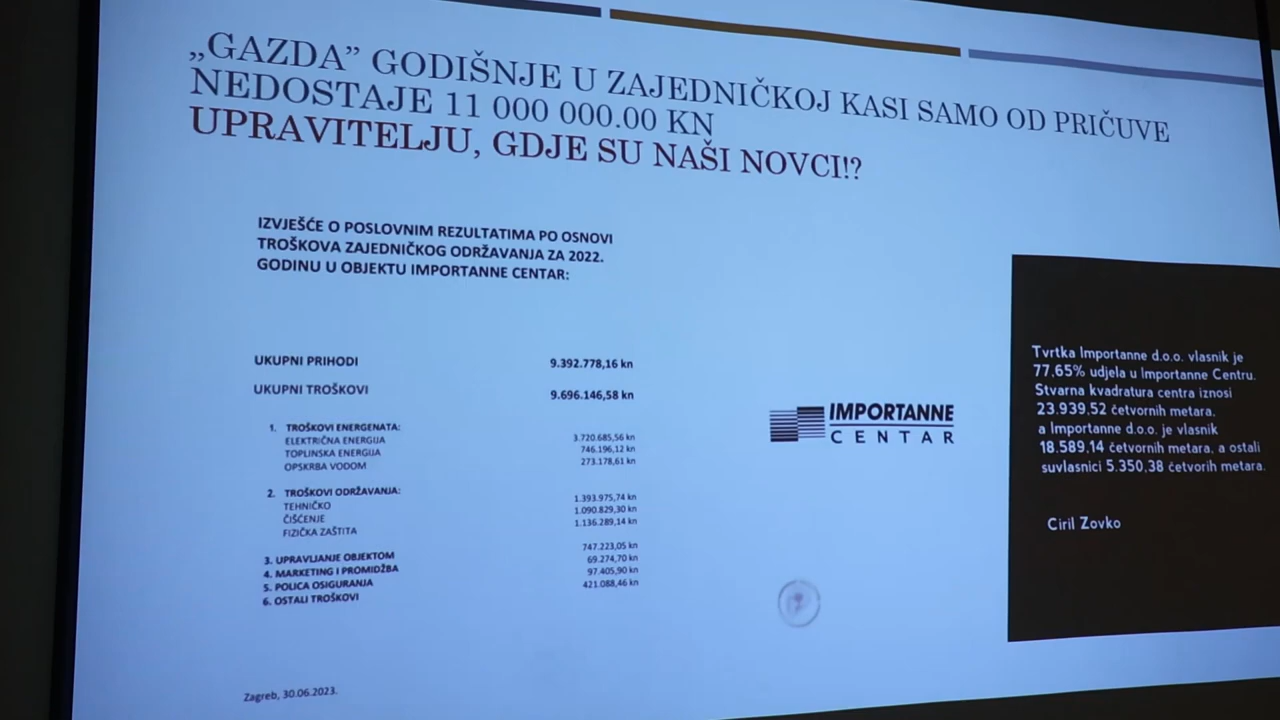 „GAZDA” GODIŠNJE U ZAJEDNIČKOJ KASI SAMO OD PRIČUVE
NEDOSTAJE 11 000 000.00 KN
UPRAVITELJU, GDJE SU NAŠI NOVCI!?
IZVJEŠĆE O POSLOVNIM REZULTATIMA PO OSNOVI
TROŠKOVA ZAJEDNIČKOG ODRŽAVANJA ZA 2022.
GODINU U OBJEKTU IMPORTANNE CENTAR:
UKUPNI PRIHODI 9.392.778,16 kn
UKUPNI TROŠKOVI 9.696.146,58 kn
1. TROŠKOVI ENERGENATA:
ELEKTRIČNA ENERGIJA 3.720.685,56 kn
TOPLINSKA ENERGIJA 746.196,12 kn
OPSKRBA VODOM 273.178,61 kn
2. TROŠKOVI ODRŽAVANJA:
TEHNIČKO 1.393.975,74 kn
ČIŠĆENJE 1.090.829,30 kn
FIZIČKA ZAŠTITA 1.136.289,14 kn
3. UPRAVLJANJE OBJEKTOM 747.223,05 kn
4. MARKETING I PROMIDŽBA 69.274,70 kn
5. POLICA OSIGURANJA 97.405,90 kn
6. OSTALI TROŠKOVI 421.088,46 kn
Zagreb, 30.06.2023.
IMPORTANNE
CENTAR
Tvrtka Importanne d.o.o. vlasnik je
77,65% udjela u Importanne Centru.
Stvarna kvadratura centra iznosi
23.939,52 četvornih metara.
a Importanne d.o.o. je vlasnik
18.589,14 četvornih metara, a ostali
suvlasnici 5.350,38 četvorih metara.
Ciril Zovko